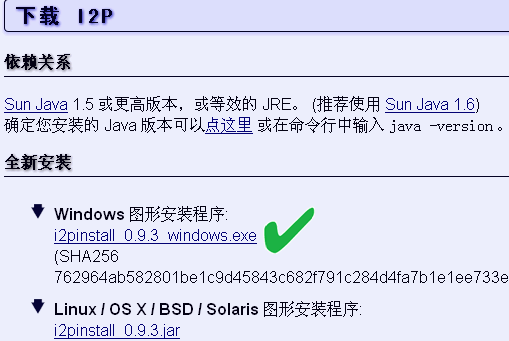 下载 I2P
依赖关系
Sun Java 1.5 或更高版本，或等效的 JRE。 (推荐使用 Sun Java 1.6)
确定您安装的 Java 版本可以点这里 或在命令行中输入 java -version。
全新安装
Windows 图形安装程序:
i2pinstall_0.9.3_windows.exe
(SHA256
762964ab582801be1c9d45843c682f791c284d4fa7b1e1ee733e
Linux / OS X / BSD / Solaris 图形安装程序:
i2pinstall_0.9.3.jar